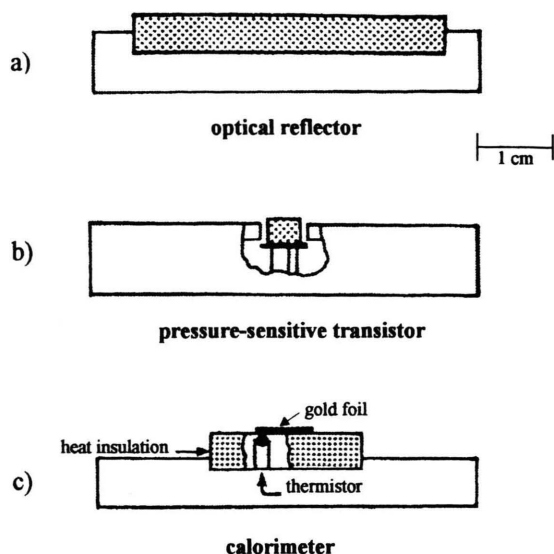 a)
optical reflector
1 cm
b)
pressure-sensitive transistor
gold foil
heat insulation
c)
thermistor
calorimeter